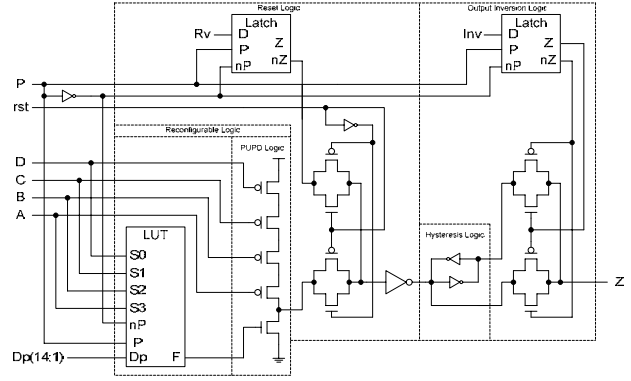 Reset Logic
Output Inversion Logic
Latch
Rv
D
P
nP
Z
nZ
Latch
Inv
D
P
nP
Z
nZ
P
rst
Reconfigurable Logic
PUPD Logic
D
C
B
A
LUT
S0
S1
S2
S3
nP
P
Dp
F
Dp(14:1)
Hysteresis Logic
Z